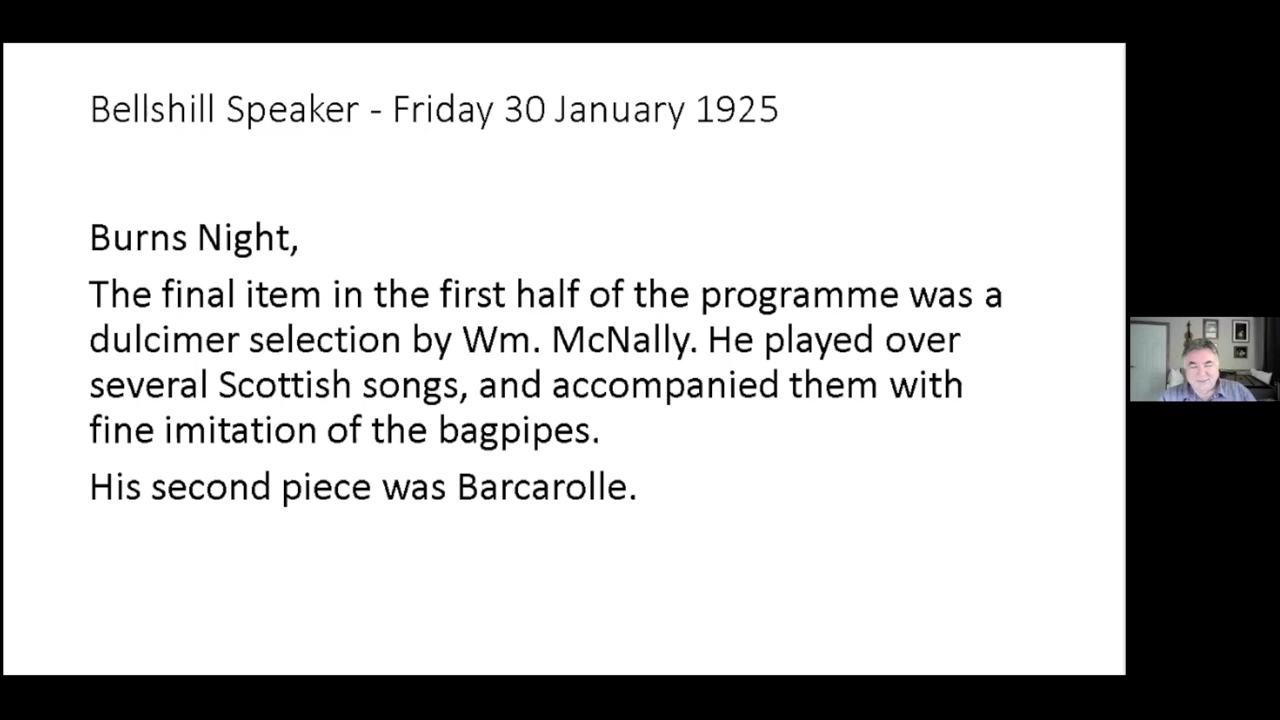 Bellshill Speaker - Friday 30 January 1925
Burns Night,
The final item in the first half of the programme was a
dulcimer selection by Wm. McNally. He played over
several Scottish songs, and accompanied them with
fine imitation of the bagpipes.
His second piece was Barcarolle.